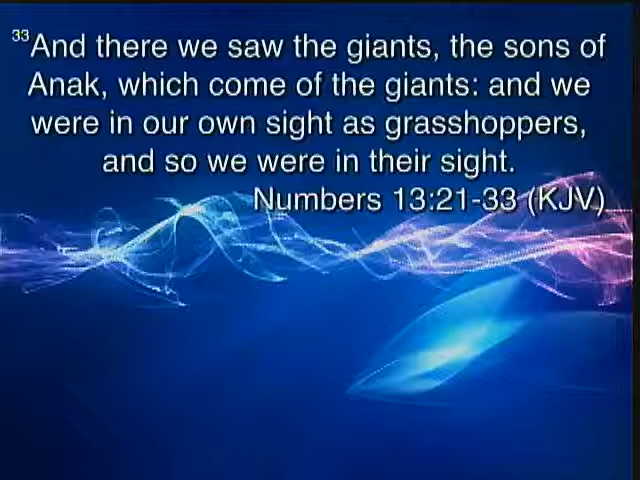 33And there we saw the giants, the sons of
Anak, which come of the giants: and we
were in our own sight as grasshoppers,
and so we were in their sight.
Numbers 13:21-33 (KJV)